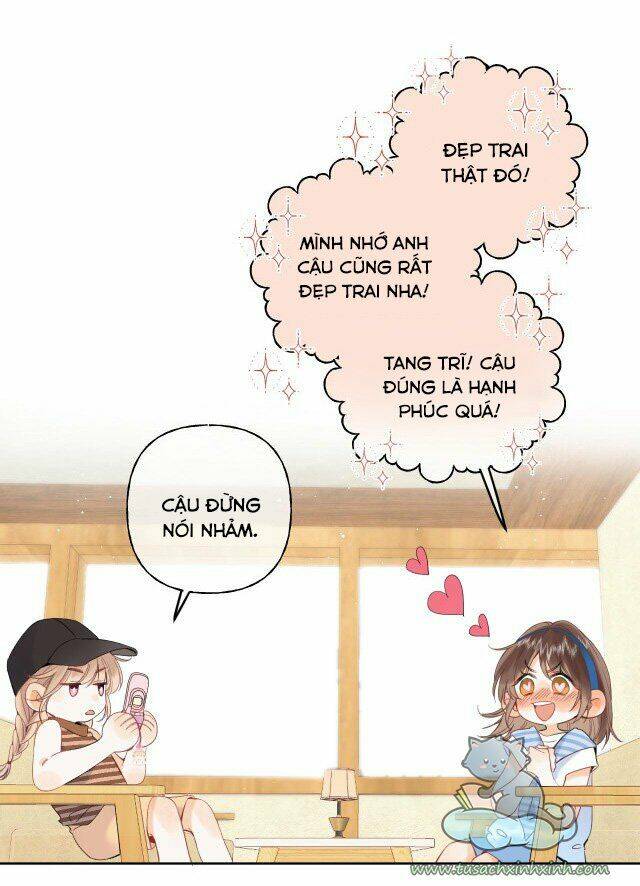 ĐẸP TRAI
THẬT ĐÓ!
MÌNH NHỚ ANH
CẬU CŨNG RẤT
ĐẸP TRAI NHA!
TANG TRĨ! CẬU
ĐÚNG LÀ HẠNH
PHÚC QUÁ!
CẬU ĐỪNG
NÓI NHẢM.
www.tusachxinhxinh.com